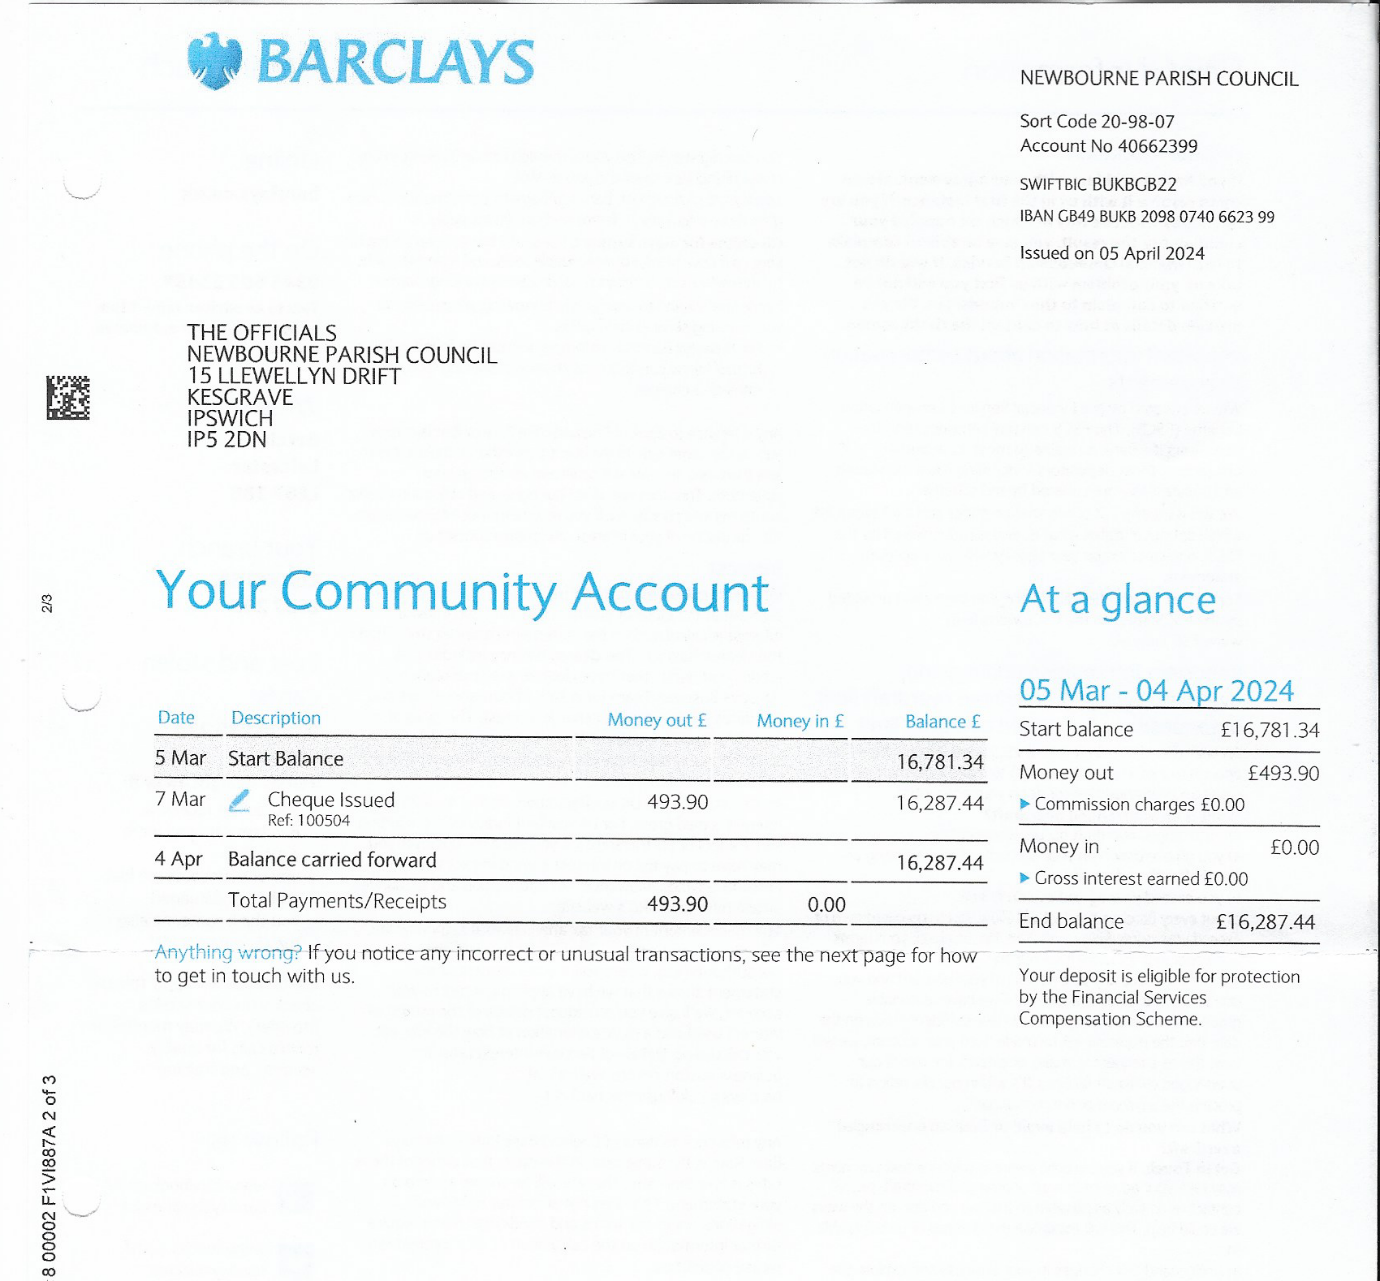 BARCLAYS
NEWBOURNE PARISH COUNCIL
Sort Code 20-98-07
Account No 40662399
SWIFTBIC BUKBGB22
IBAN GB49 BUKB 2098 0740 6623 99
Issued on 05 April 2024
THE OFFICIALS
NEWBOURNE PARISH COUNCIL
15 LLEWELLYN DRIFT
KESGRAVE
IPSWICH
IP5 2DN
2/3
Your Community Account
Date Description Money out £ Money in £ Balance £
5 Mar Start Balance 16,781.34
7 Mar Cheque Issued 493.90 16,287.44
Ref: 100504
4 Apr Balance carried forward 16,287.44
Total Payments/Receipts 493.90 0.00
Anything wrong? If you notice any incorrect or unusual transactions, see the next page for how
to get in touch with us.
At a glance
05 Mar - 04 Apr 2024
Start balance £16,781.34
Money out £493.90
Commission charges £0.00
Money in £0.00
Gross interest earned £0.00
End balance £16,287.44
Your deposit is eligible for protection
by the Financial Services
Compensation Scheme.
8 00002 F1VI887A 2 of 3